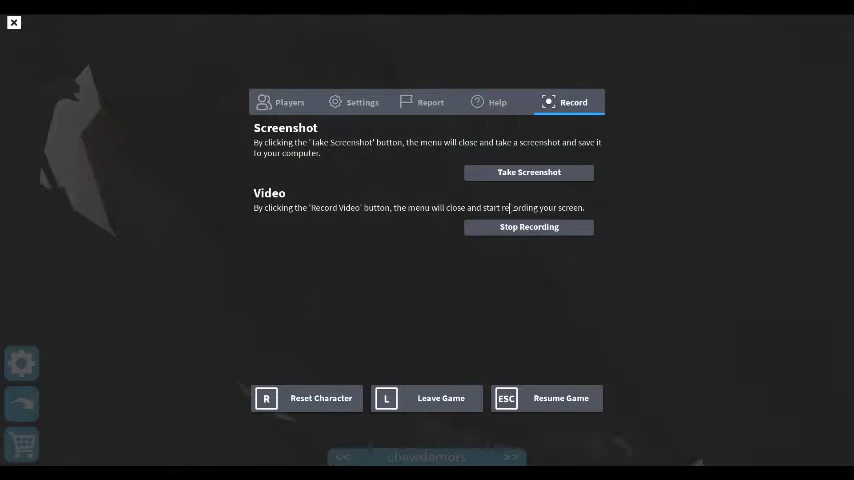 Players Settings Report Help Record
Screenshot
By clicking the 'Take Screenshot' button, the menu will close and take a screenshot and save it
to your computer.
Take Screenshot
Video
By clicking the 'Record Video' button, the menu will close and start recording your screen.
Stop Recording
R Reset Character L Leave Game ESC Resume Game
<< chewdemors >>